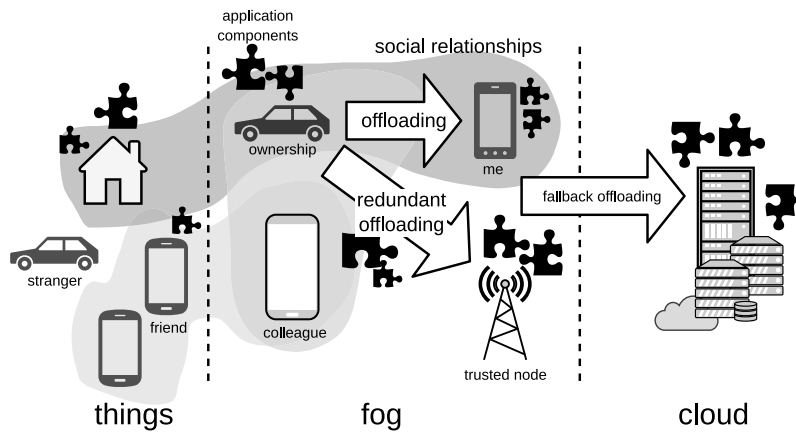 application
components
social relationships
offloading
ownership
me
redundant
offloading
fallback offloading
stranger
friend
colleague
trusted node
things
fog
cloud